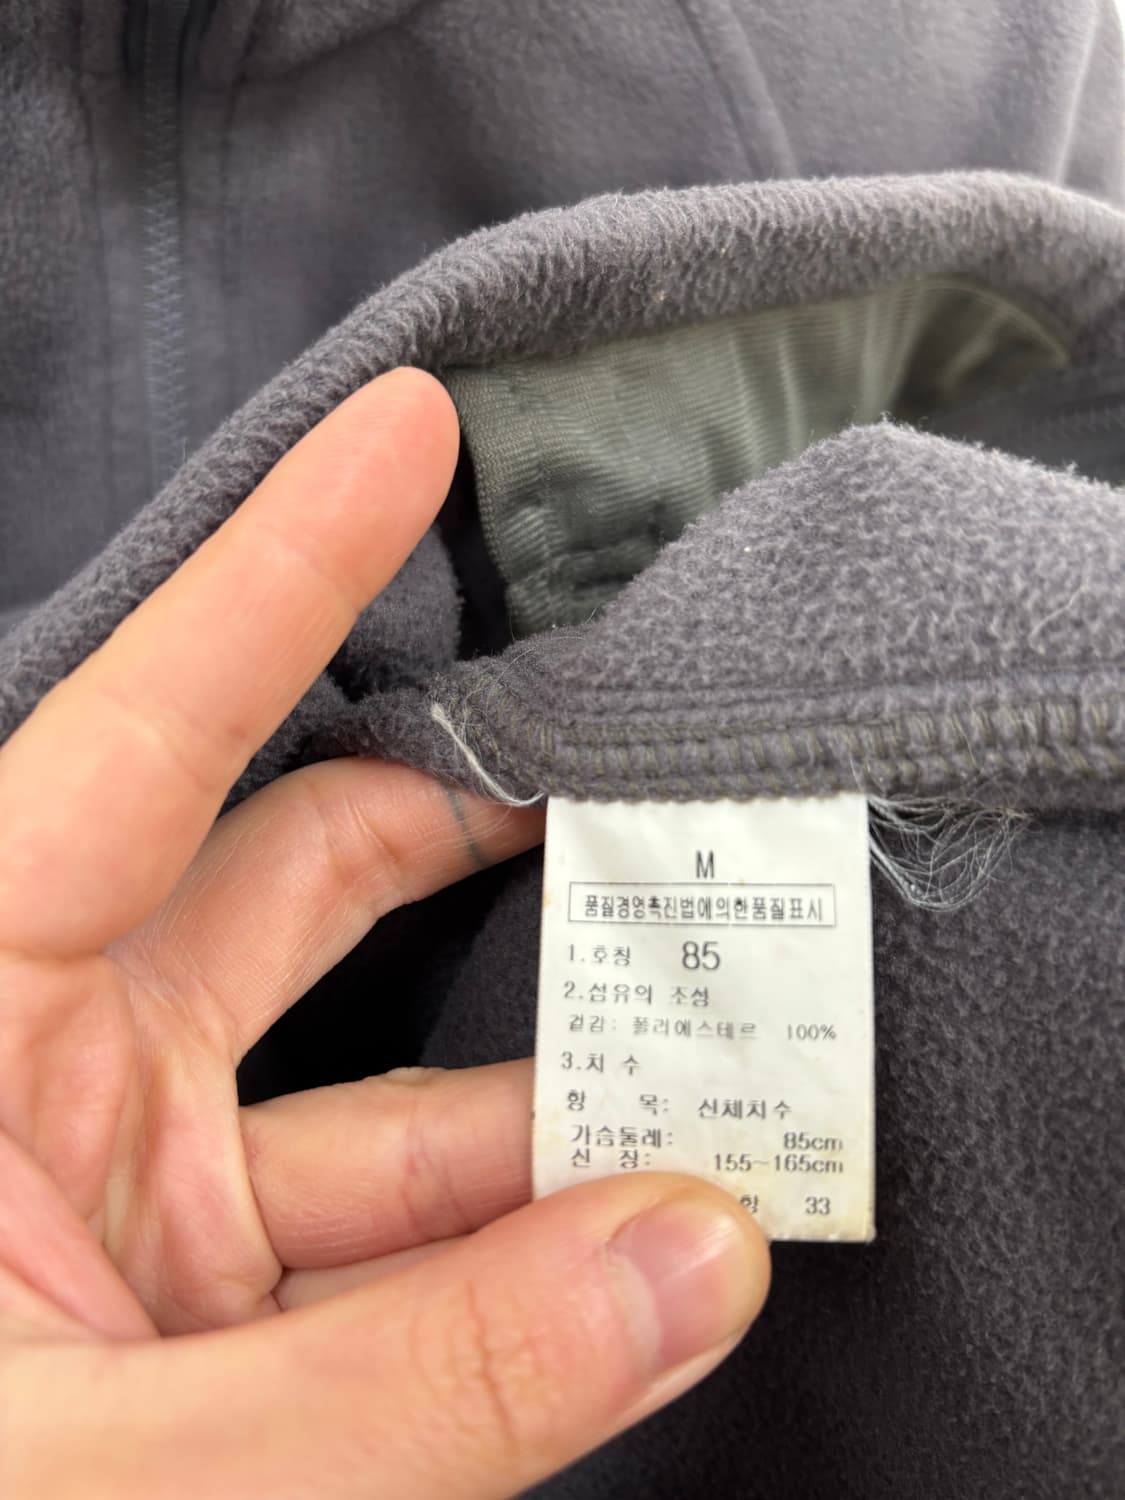 M
품질경영촉진법에의한품질표시
1.호칭 85
2.섬유의 조성
겉감: 폴리에스테르 100%
3.치 수
항 목: 신체치수
가슴둘레: 85cm
신 장: 155~165cm
항 33